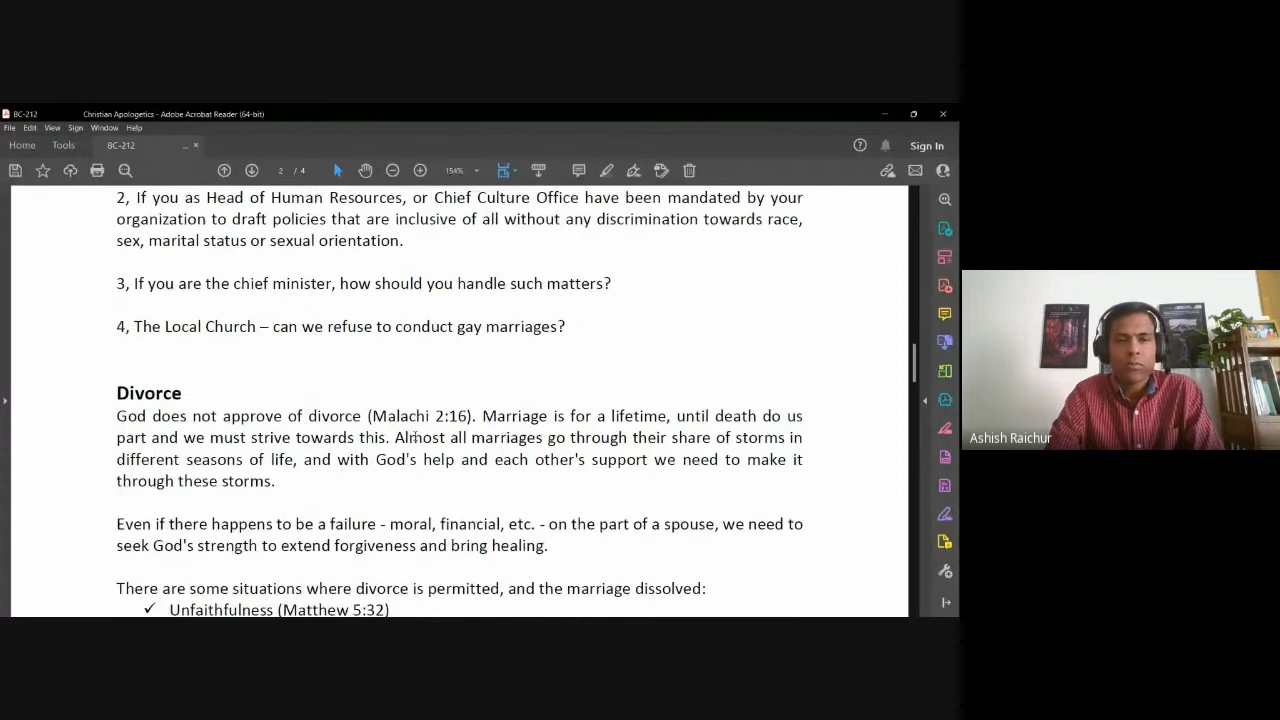 BC-212 Christian Apologetics - Adobe Acrobat Reader (64-bit)
File Edit View Sign Window Help
Home Tools BC-212 ... × Sign In
2 / 4 154%
2, If you as Head of Human Resources, or Chief Culture Office have been mandated by your
organization to draft policies that are inclusive of all without any discrimination towards race,
sex, marital status or sexual orientation.
3, If you are the chief minister, how should you handle such matters?
4, The Local Church – can we refuse to conduct gay marriages?
Divorce
God does not approve of divorce (Malachi 2:16). Marriage is for a lifetime, until death do us
part and we must strive towards this. Almost all marriages go through their share of storms in
different seasons of life, and with God's help and each other's support we need to make it
through these storms.
Even if there happens to be a failure - moral, financial, etc. - on the part of a spouse, we need to
seek God's strength to extend forgiveness and bring healing.
There are some situations where divorce is permitted, and the marriage dissolved:
✓ Unfaithfulness (Matthew 5:32)
Ashish Raichur